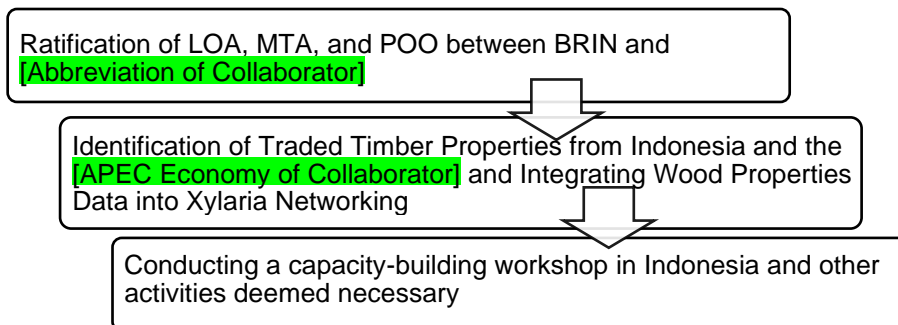 Ratification of LOA, MTA, and POO between BRIN and
[Abbreviation of Collaborator]
Identification of Traded Timber Properties from Indonesia and the
[APEC Economy of Collaborator] and Integrating Wood Properties
Data into Xylaria Networking
Conducting a capacity-building workshop in Indonesia and other
activities deemed necessary